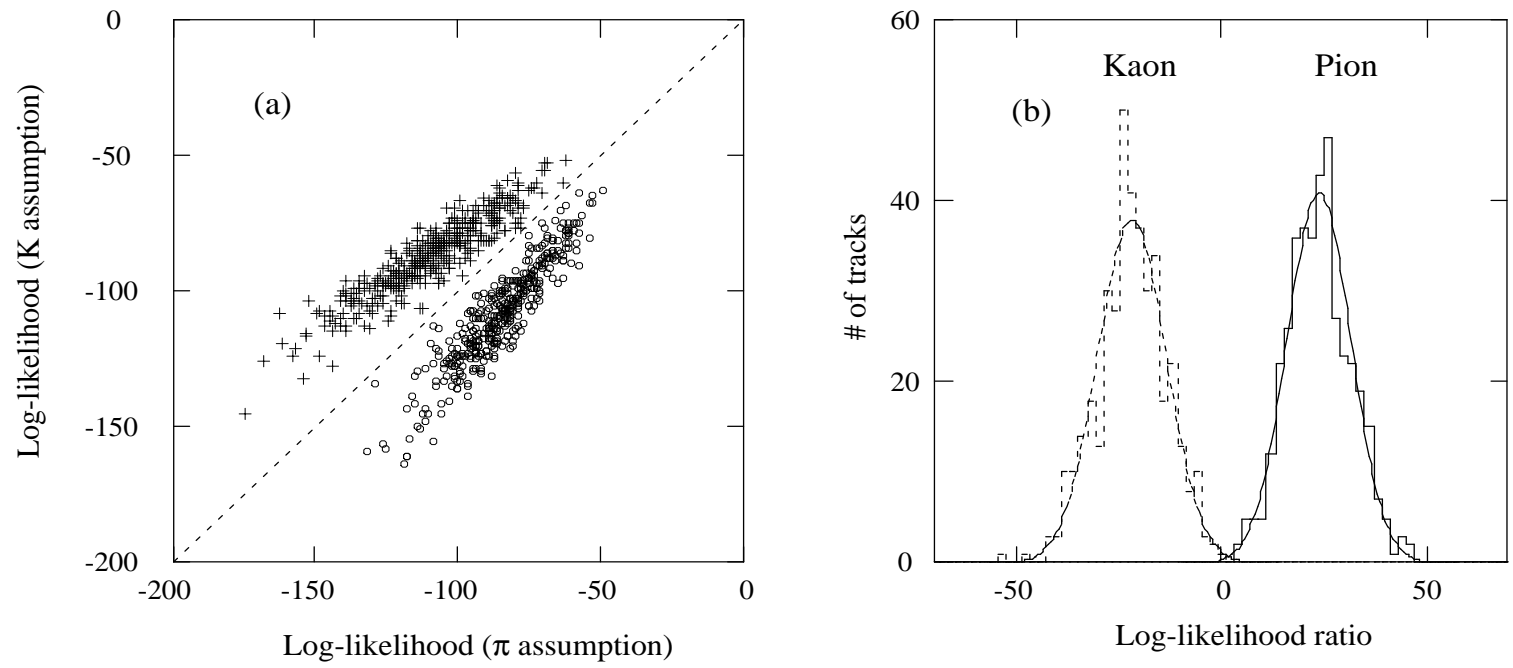 0
-50
-100
-150
-200
-200
-150
-100
-50
0
Log-likelihood (K assumption)
Log-likelihood (π assumption)
(a)
60
40
20
0
-50
0
50
# of tracks
Log-likelihood ratio
Kaon
Pion
(b)